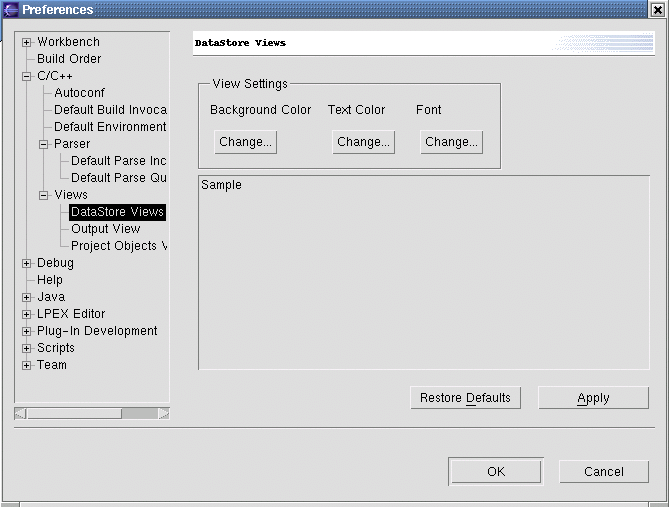 Preferences
Workbench
Build Order
C/C++
Autoconf
Default Build Invoca
Default Environment
Parser
Default Parse Inc
Default Parse Qu
Views
DataStore Views
Output View
Project Objects V
Debug
Help
Java
LPEX Editor
Plug-In Development
Scripts
Team
DataStore Views
View Settings
Background Color Text Color Font
Change... Change... Change...
Sample
Restore Defaults Apply
OK Cancel